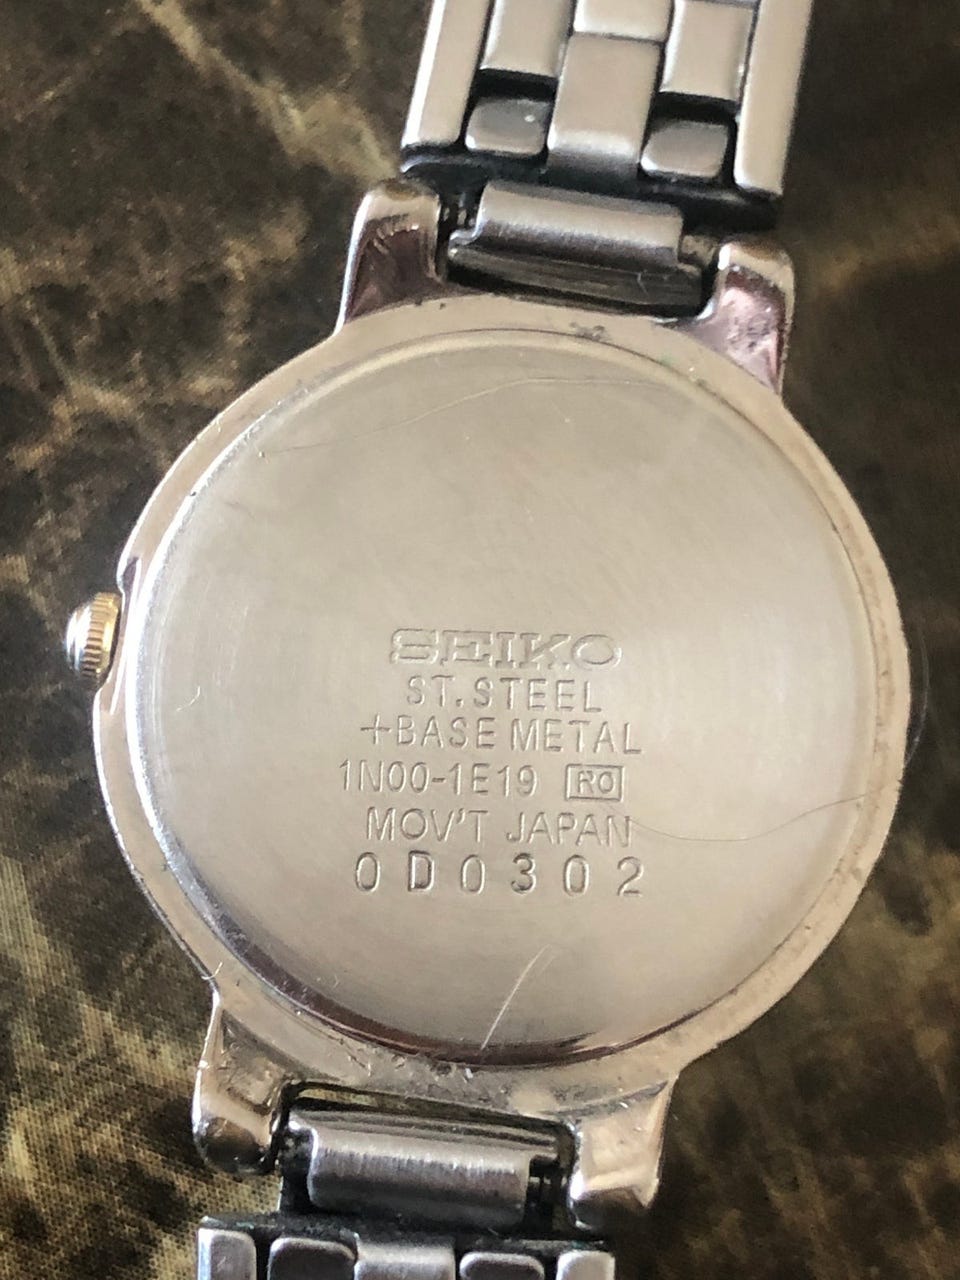 SEIKO
ST. STEEL
+BASE METAL
1N00-1E19 RO
MOV'T JAPAN
0D0302